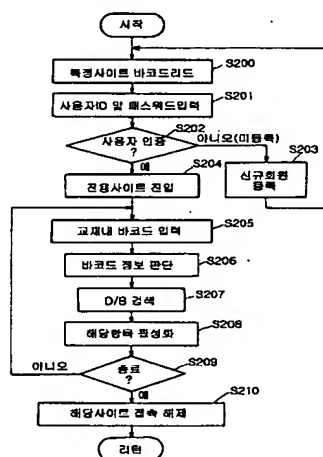 시작
특정사이트 바코드리드
S200
사용자ID 및 패스워드입력
S201
사용자 인증
?
S202
아니오(미등록)
예
S203
신규회원
등록
S204
전용사이트 진입
교재내 바코드 입력
S205
바코드 정보 판단
S206
D/B 검색
S207
해당항목 활성화
S208
아니오
종료
?
S209
예
S210
해당사이트 접속 해제
리턴